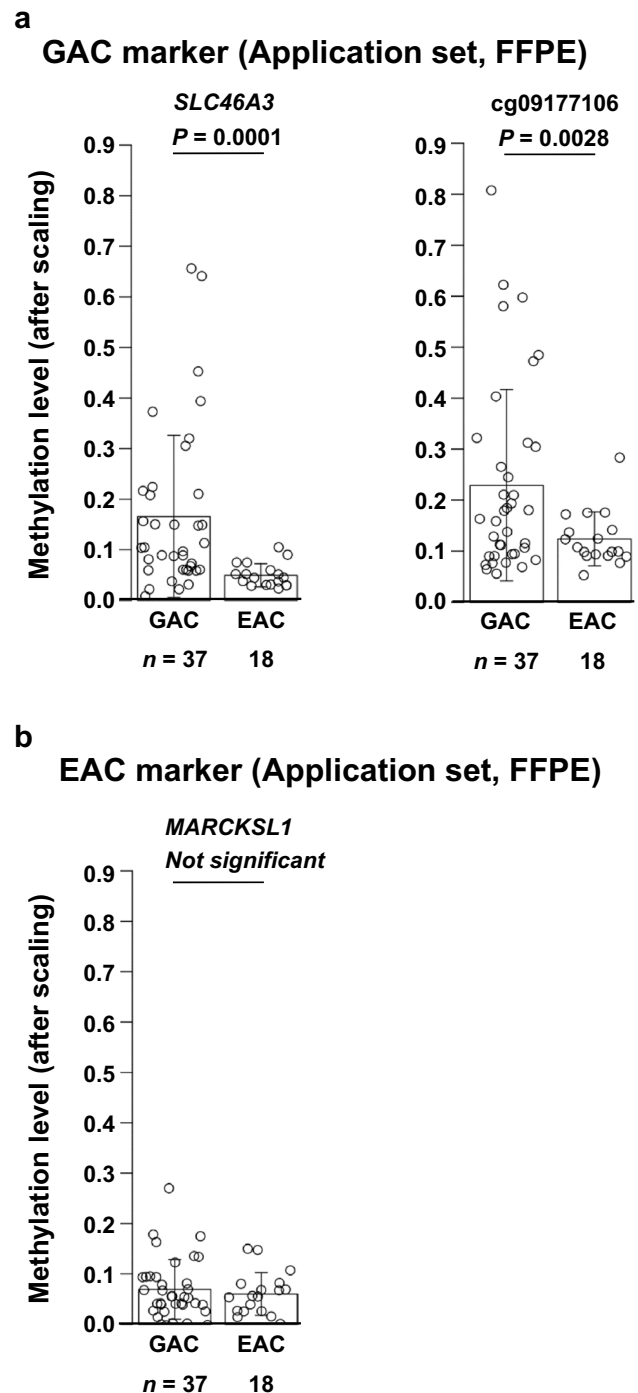 a
GAC marker (Application set, FFPE)
SLC46A3
P = 0.0001
Methylation level (after scaling)
0.9
0.8
0.7
0.6
0.5
0.4
0.3
0.2
0.1
0.0
GAC EAC
n = 37 18
cg09177106
P = 0.0028
0.9
0.8
0.7
0.6
0.5
0.4
0.3
0.2
0.1
0.0
GAC EAC
n = 37 18
b
EAC marker (Application set, FFPE)
MARCKSL1
Not significant
Methylation level (after scaling)
0.9
0.8
0.7
0.6
0.5
0.4
0.3
0.2
0.1
0.0
GAC EAC
n = 37 18